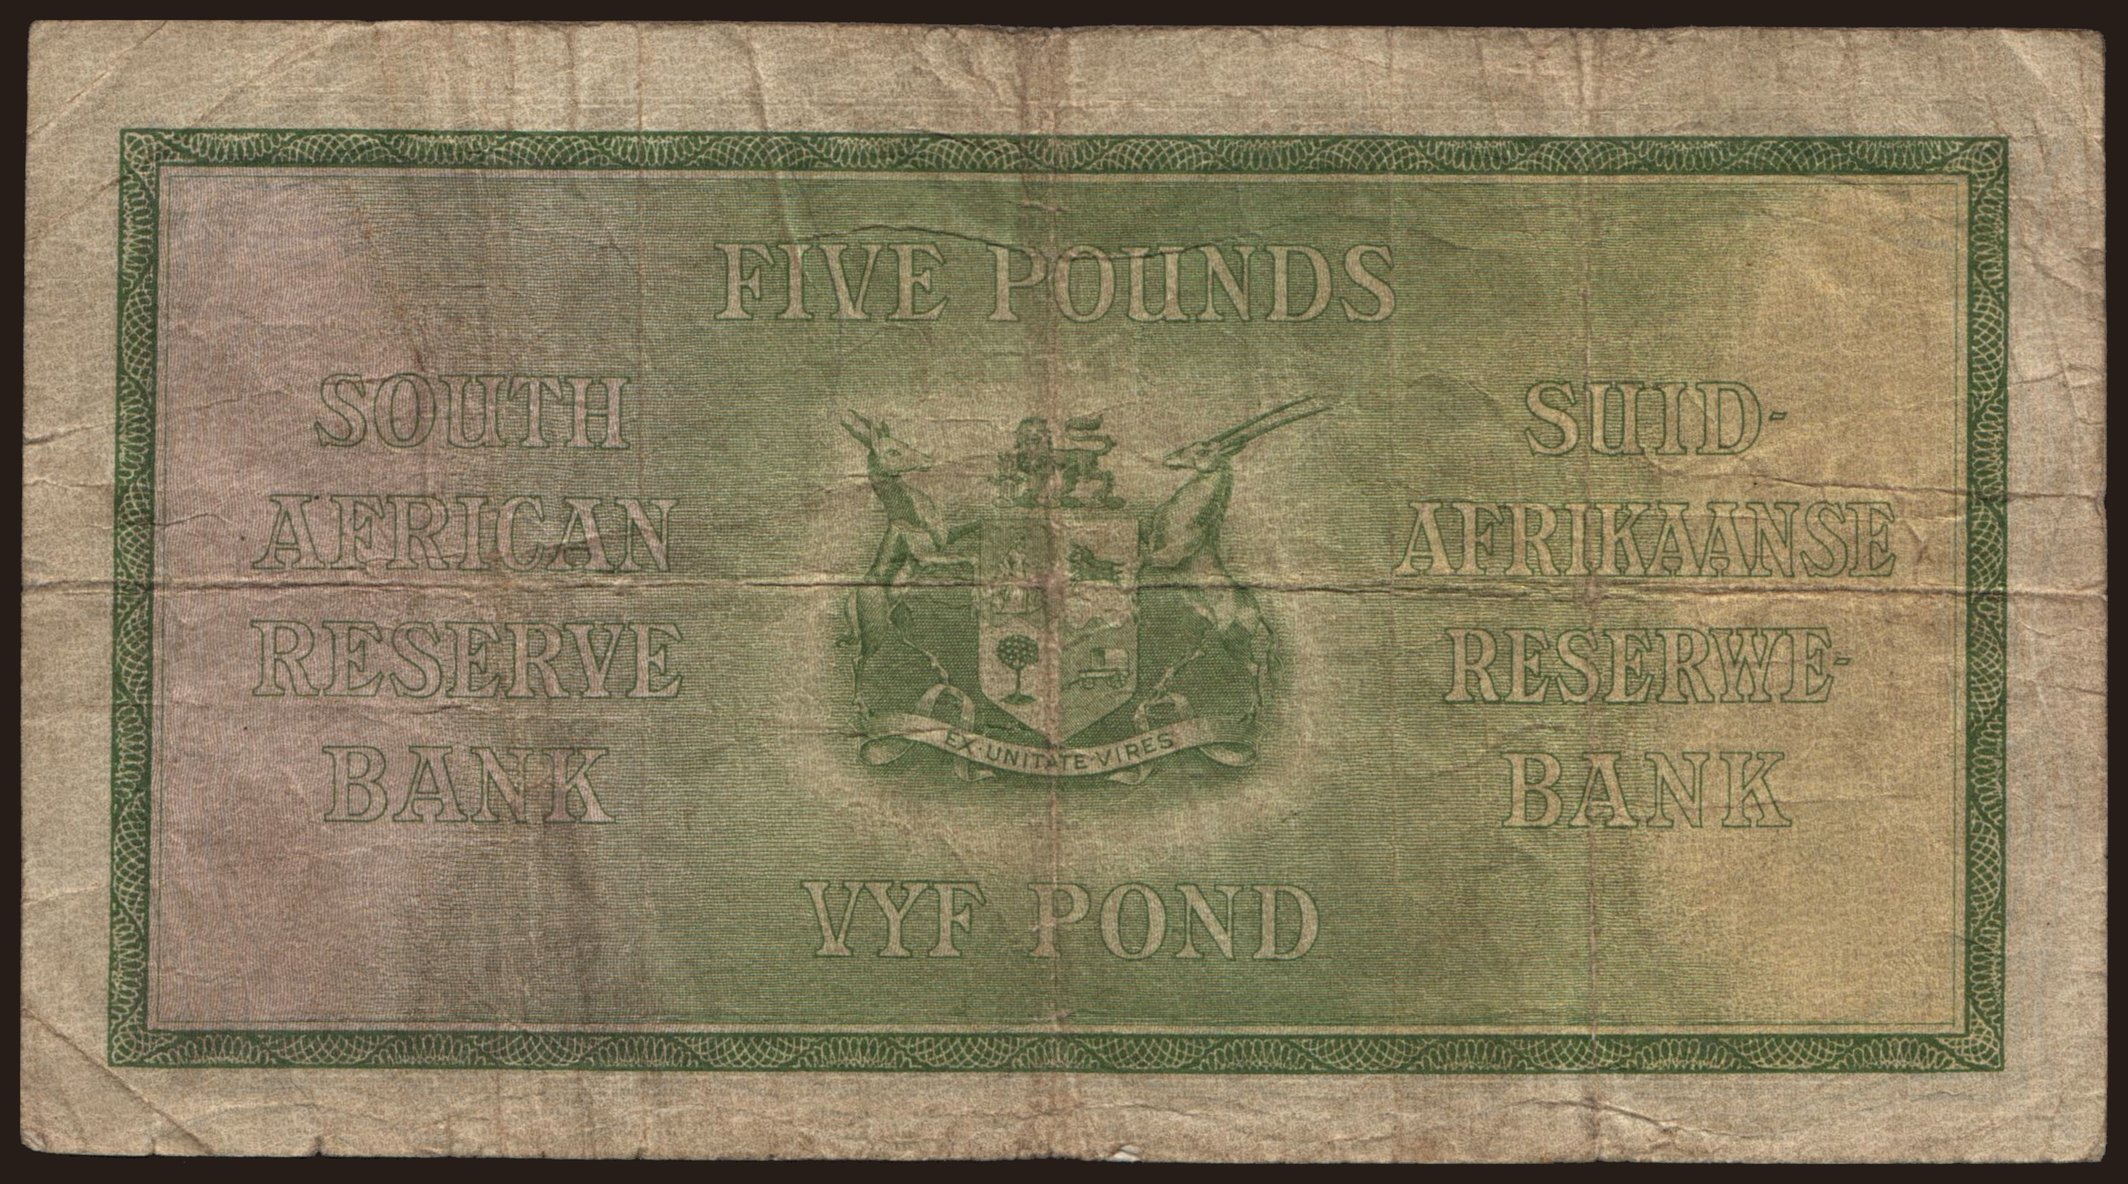 FIVE POUNDS
SOUTH
AFRICAN
RESERVE
BANK
SUID-
AFRIKAANSE
RESERWE-
BANK
EX·UNITATE·VIRES
VYF POND